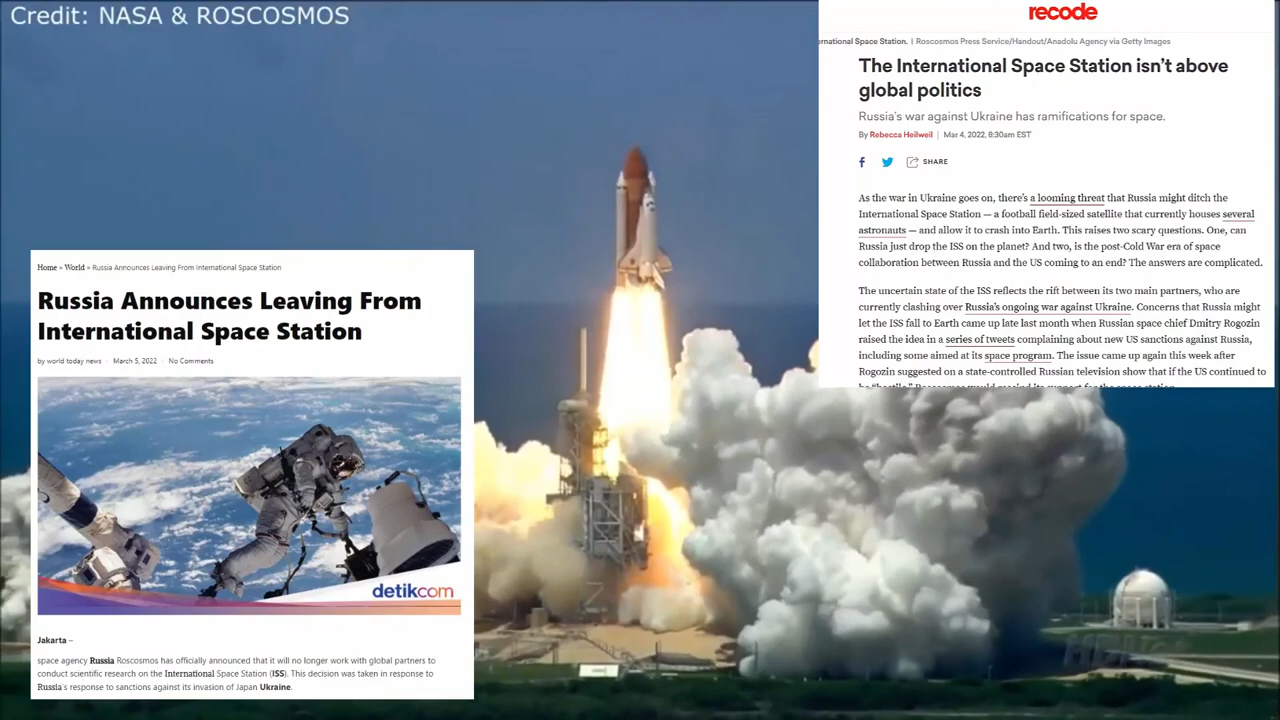 Credit: NASA & ROSCOSMOS
recode
ernational Space Station. | Roscosmos Press Service/Handout/Anadolu Agency via Getty Images
The International Space Station isn't above
global politics
Russia's war against Ukraine has ramifications for space.
By Rebecca Heilweil | Mar 4, 2022, 8:30am EST
f SHARE
As the war in Ukraine goes on, there's a looming threat that Russia might ditch the
International Space Station — a football field-sized satellite that currently houses several
astronauts — and allow it to crash into Earth. This raises two scary questions. One, can
Russia just drop the ISS on the planet? And two, is the post-Cold War era of space
collaboration between Russia and the US coming to an end? The answers are complicated.
The uncertain state of the ISS reflects the rift between its two main partners, who are
currently clashing over Russia's ongoing war against Ukraine. Concerns that Russia might
let the ISS fall to Earth came up late last month when Russian space chief Dmitry Rogozin
raised the idea in a series of tweets complaining about new US sanctions against Russia,
including some aimed at its space program. The issue came up again this week after
Rogozin suggested on a state-controlled Russian television show that if the US continued to
be "hostile," Roscosmos would rescind its support for the space station.
Home » World » Russia Announces Leaving From International Space Station
Russia Announces Leaving From
International Space Station
by world today news - March 5, 2022 - No Comments
detikcom
Jakarta –
space agency Russia Roscosmos has officially announced that it will no longer work with global partners to
conduct scientific research on the International Space Station (ISS). This decision was taken in response to
Russia's response to sanctions against its invasion of Japan Ukraine.